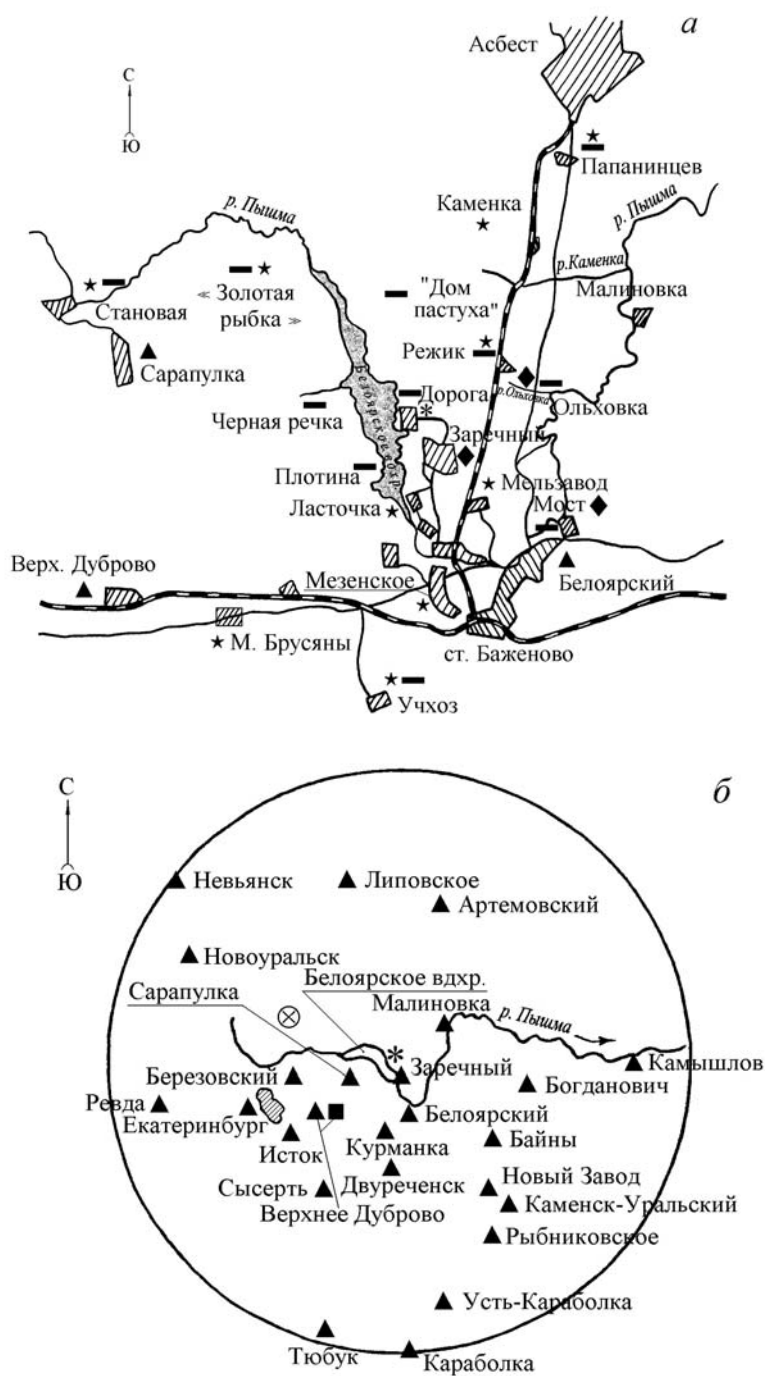 а
Асбест
С
Ю
Папанинцев
р. Пышма
Каменка
р. Пышма
р.Каменка
Становая
« Золотая
рыбка »
"Дом
пастуха"
Малиновка
Режик
Сарапулка
Белоярское вдхр.
Дорога
р.Ольховка
Ольховка
Черная речка
*
Заречный
Плотина
Мельзавод
Ласточка
Мост
Верх. Дуброво
Мезенское
Белоярский
М. Брусяны
ст. Баженово
Учхоз
б
С
Ю
Невьянск
Липовское
Артемовский
Новоуральск
Белоярское вдхр.
Сарапулка
Малиновка
р. Пышма
*
Камышлов
Березовский
Заречный
Богданович
Ревда
Екатеринбург
Белоярский
Исток
Курманка
Байны
Сысерть
Двуреченск
Новый Завод
Верхнее Дуброво
Каменск-Уральский
Рыбниковское
Усть-Караболка
Тюбук
Караболка